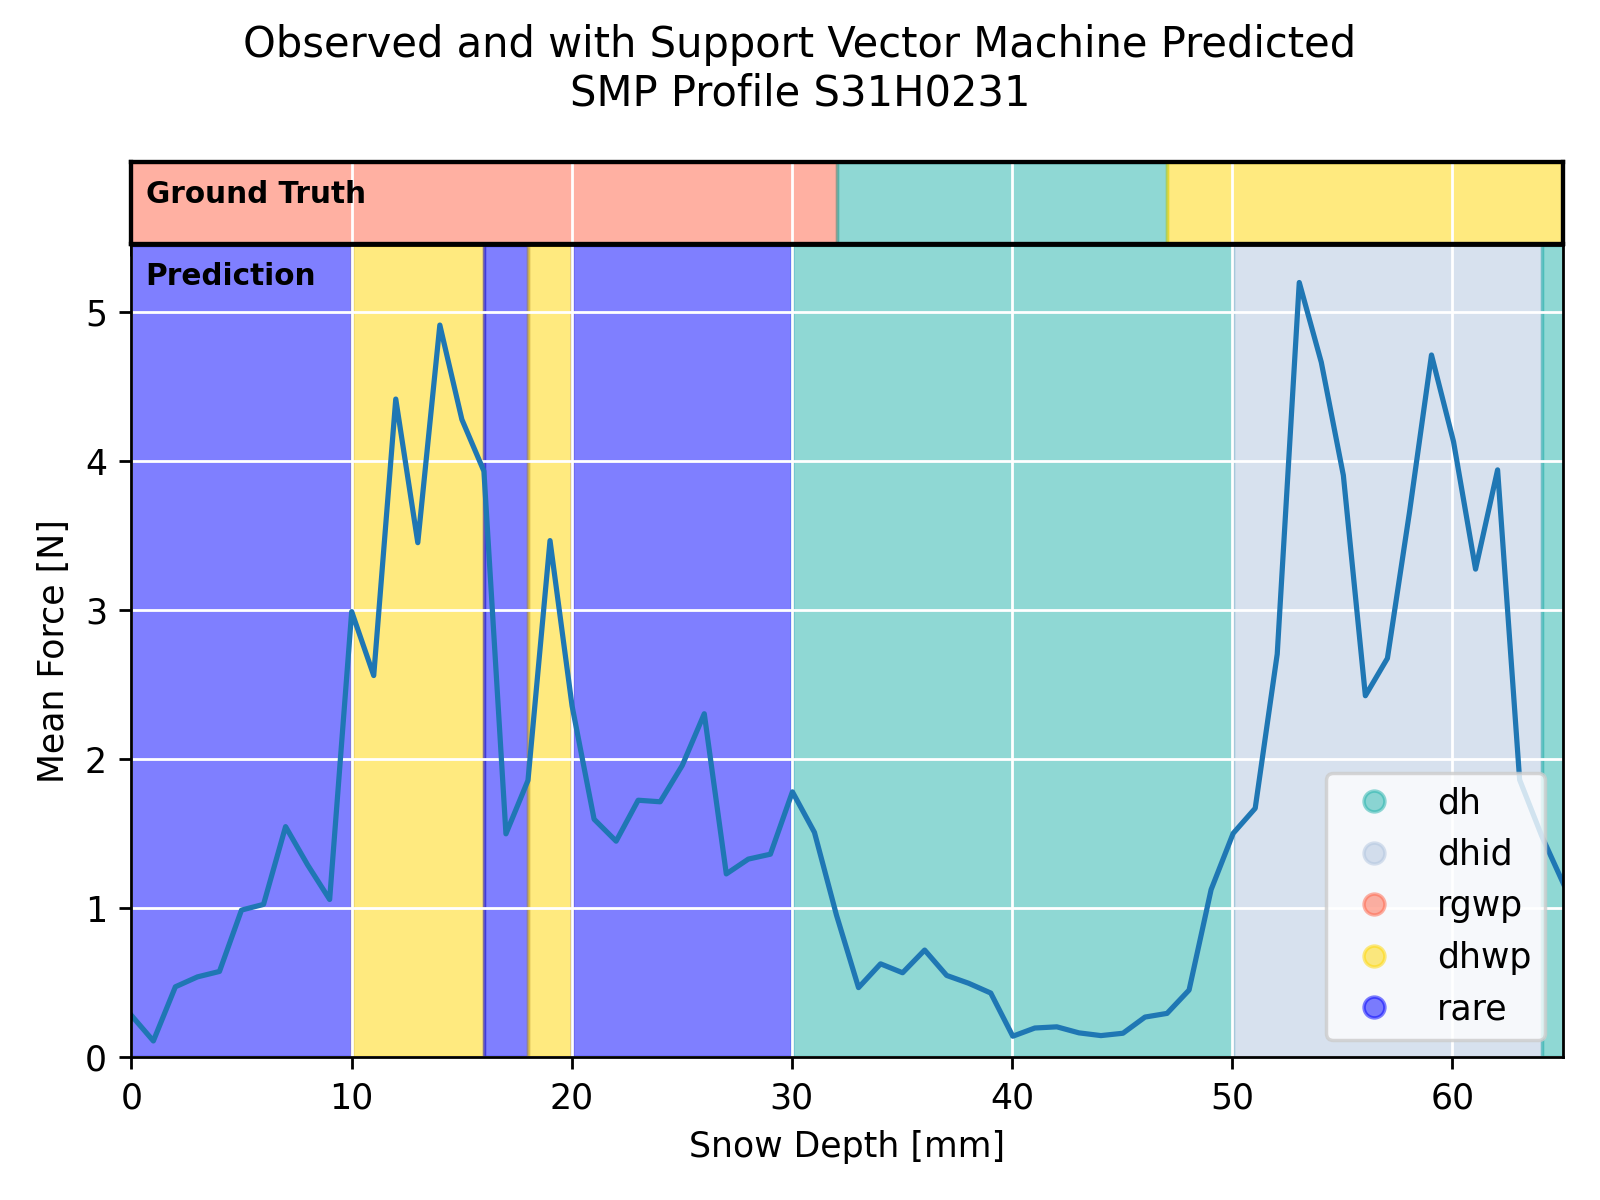 Observed and with Support Vector Machine Predicted
SMP Profile S31H0231
Ground Truth
Prediction
5
4
3
2
1
0
Mean Force [N]
0 10 20 30 40 50 60
Snow Depth [mm]
dh
dhid
rgwp
dhwp
rare